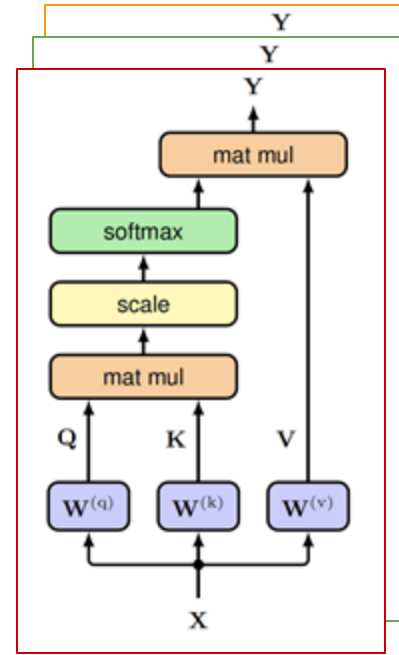 Y
Y
Y
mat mul
softmax
scale
mat mul
Q K V
W(q) W(k) W(v)
X